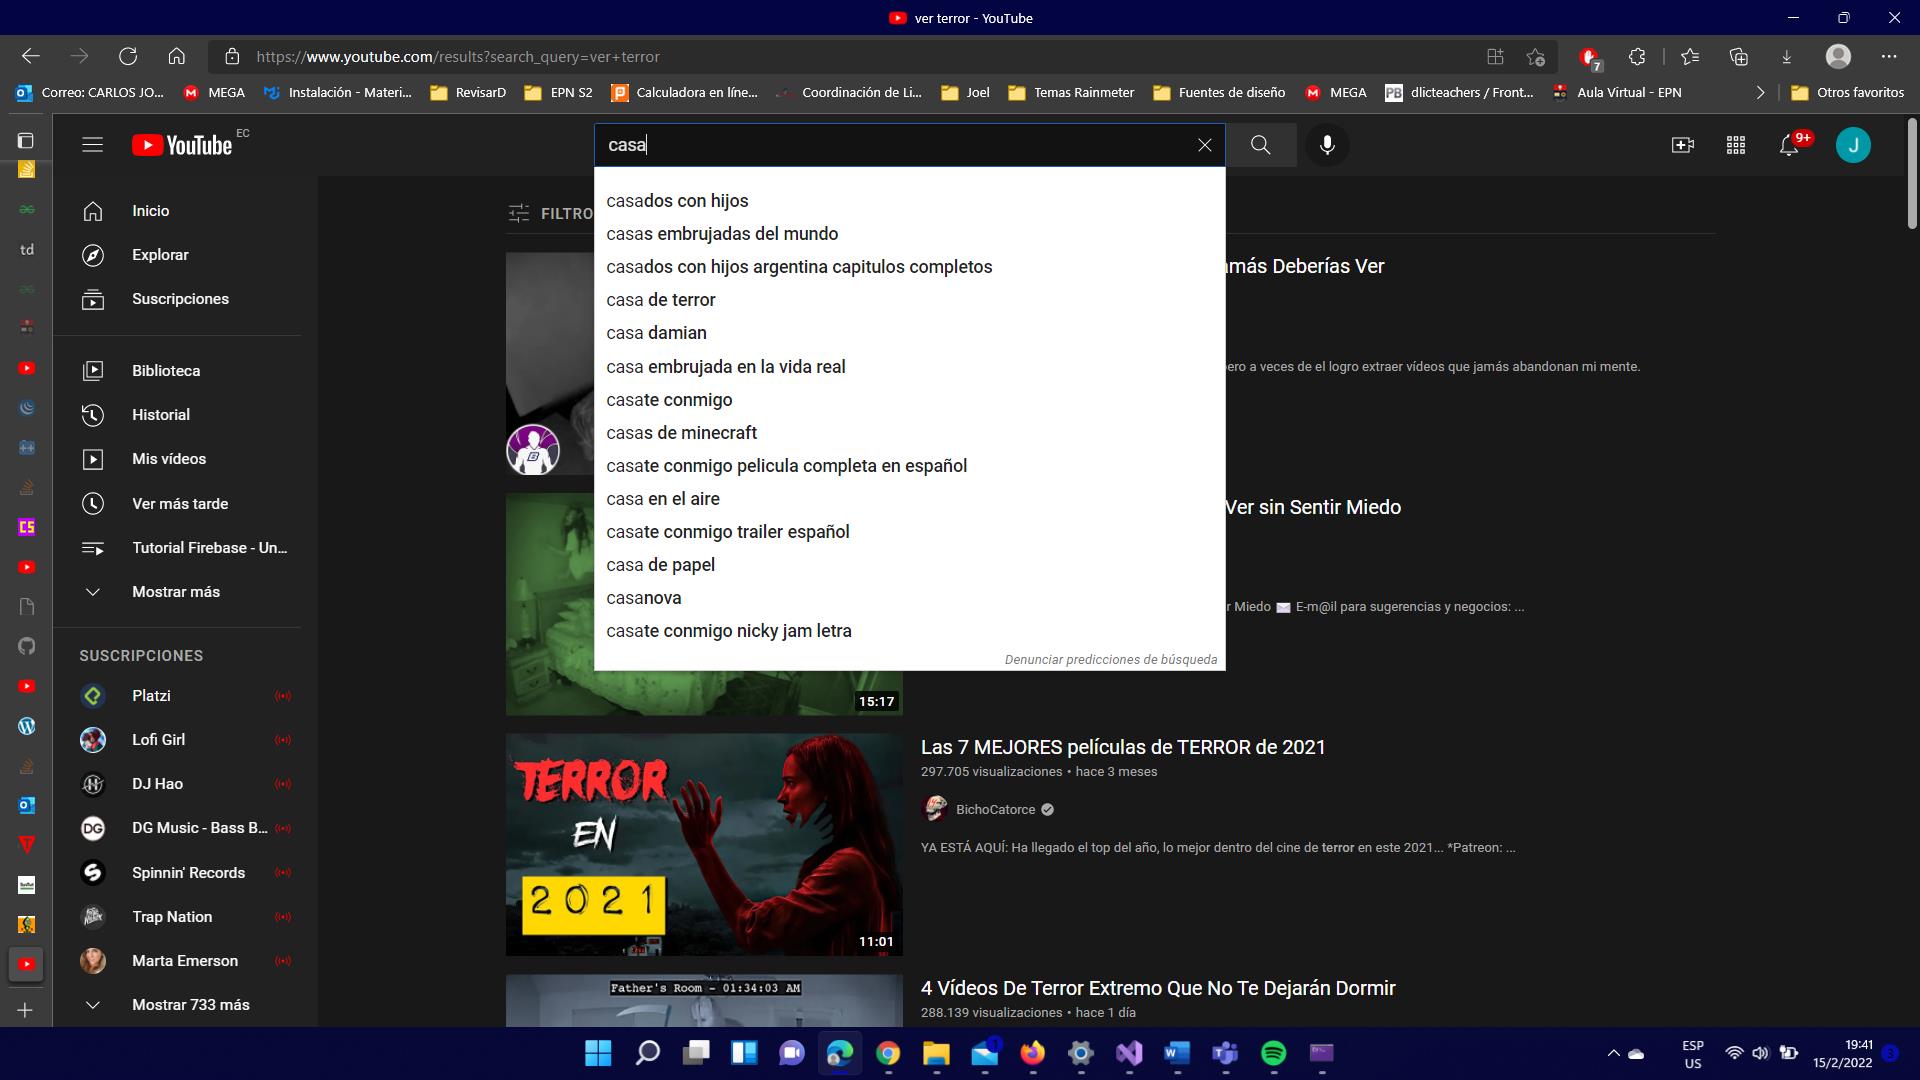 ver terror - YouTube
https://www.youtube.com/results?search_query=ver+terror
7
Correo: CARLOS JO...
MEGA
Instalación - Materi...
RevisarD
EPN S2
Calculadora en líne...
Coordinación de Li...
Joel
Temas Rainmeter
Fuentes de diseño
MEGA
PB dlicteachers / Front...
Aula Virtual - EPN
Otros favoritos
YouTube EC
casa
9+
J
td
CS
Inicio
Explorar
Suscripciones
Biblioteca
Historial
Mis vídeos
Ver más tarde
Tutorial Firebase - Un...
Mostrar más
SUSCRIPCIONES
Platzi
Lofi Girl
DJ Hao
DG DG Music - Bass B...
Spinnin' Records
Trap Nation
Marta Emerson
Mostrar 733 más
FILTRO
casados con hijos
casas embrujadas del mundo
casados con hijos argentina capitulos completos
casa de terror
casa damian
casa embrujada en la vida real
casate conmigo
casas de minecraft
casate conmigo pelicula completa en español
casa en el aire
casate conmigo trailer español
casa de papel
casanova
casate conmigo nicky jam letra
Denunciar predicciones de búsqueda
amás Deberías Ver
ero a veces de el logro extraer vídeos que jamás abandonan mi mente.
Ver sin Sentir Miedo
r Miedo ✉️ E-m@il para sugerencias y negocios: ...
15:17
TERROR
EN
2021
11:01
Las 7 MEJORES películas de TERROR de 2021
297.705 visualizaciones • hace 3 meses
BichoCatorce
YA ESTÁ AQUÍ: Ha llegado el top del año, lo mejor dentro del cine de terror en este 2021... *Patreon: ...
Father's Room - 01:34:03 AM
4 Vídeos De Terror Extremo Que No Te Dejarán Dormir
288.139 visualizaciones • hace 1 día
ESP
US
19:41
15/2/2022
3